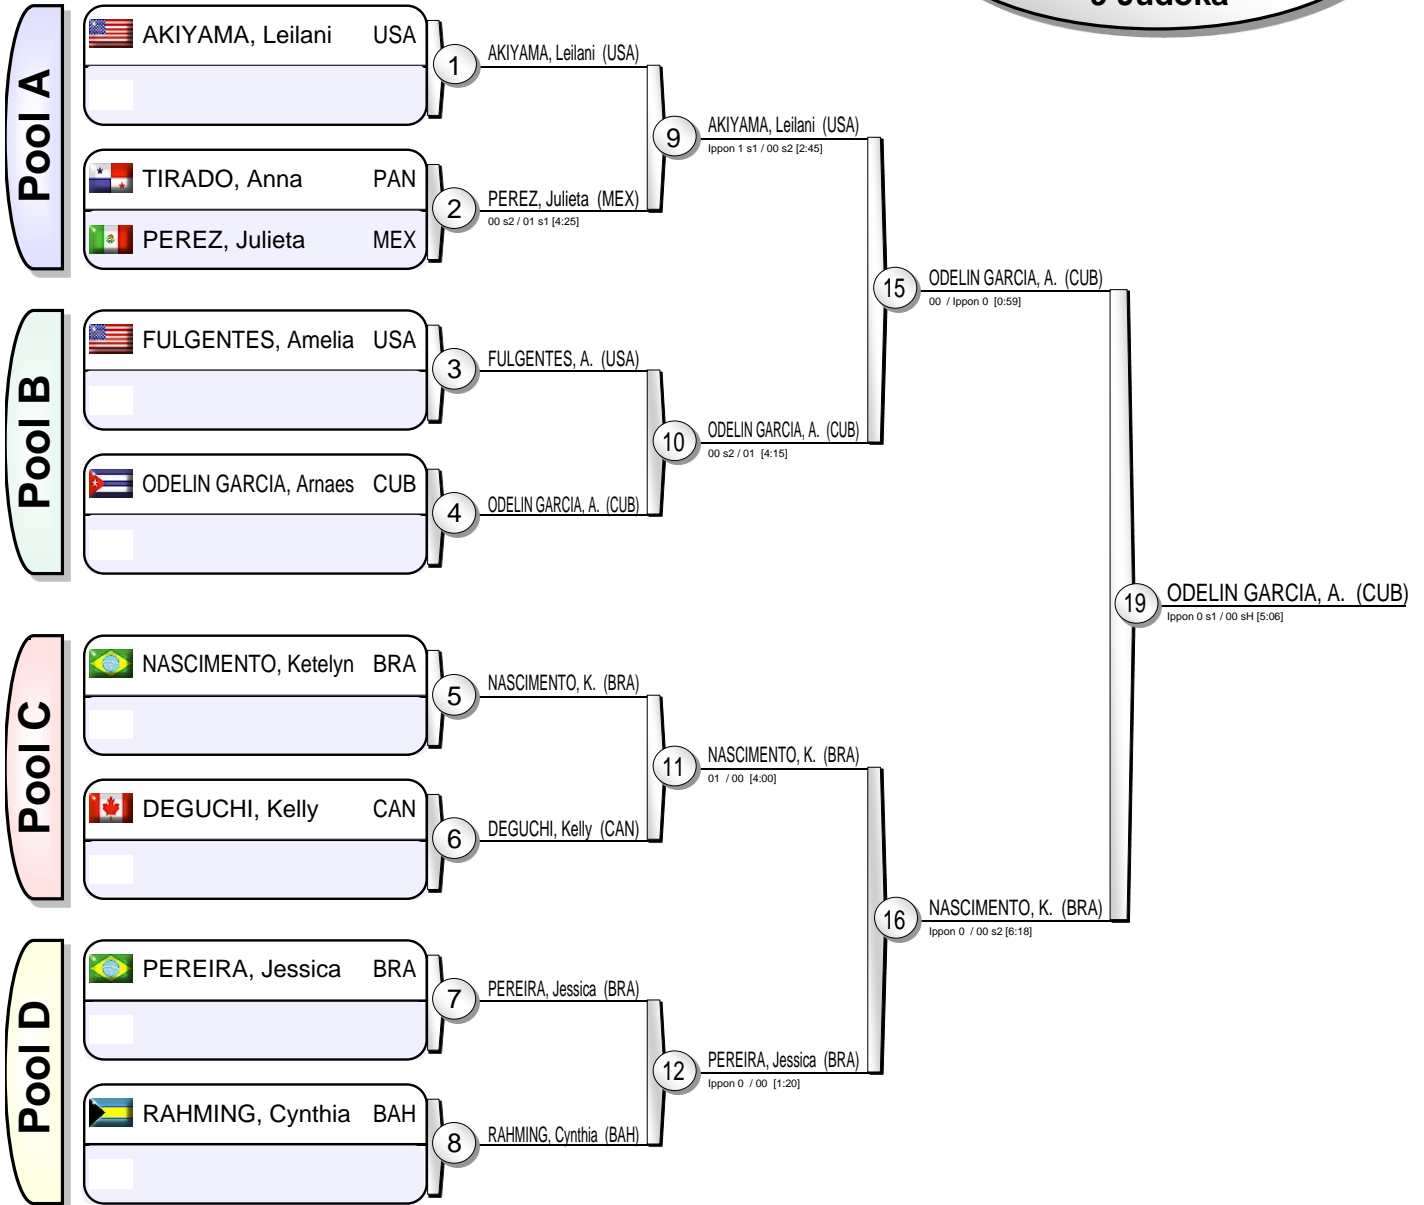 9 Judoka
Pool A
AKIYAMA, Leilani USA
1
AKIYAMA, Leilani (USA)
TIRADO, Anna PAN
PEREZ, Julieta MEX
2
PEREZ, Julieta (MEX)
00 s2 / 01 s1 [4:25]
9
AKIYAMA, Leilani (USA)
Ippon 1 s1 / 00 s2 [2:45]
Pool B
FULGENTES, Amelia USA
3
FULGENTES, A. (USA)
ODELIN GARCIA, Arnaes CUB
4
ODELIN GARCIA, A. (CUB)
10
ODELIN GARCIA, A. (CUB)
00 s2 / 01 [4:15]
15
ODELIN GARCIA, A. (CUB)
00 / Ippon 0 [0:59]
Pool C
NASCIMENTO, Ketelyn BRA
5
NASCIMENTO, K. (BRA)
DEGUCHI, Kelly CAN
6
DEGUCHI, Kelly (CAN)
11
NASCIMENTO, K. (BRA)
01 / 00 [4:00]
Pool D
PEREIRA, Jessica BRA
7
PEREIRA, Jessica (BRA)
RAHMING, Cynthia BAH
8
RAHMING, Cynthia (BAH)
12
PEREIRA, Jessica (BRA)
Ippon 0 / 00 [1:20]
16
NASCIMENTO, K. (BRA)
Ippon 0 / 00 s2 [6:18]
19
ODELIN GARCIA, A. (CUB)
Ippon 0 s1 / 00 sH [5:06]